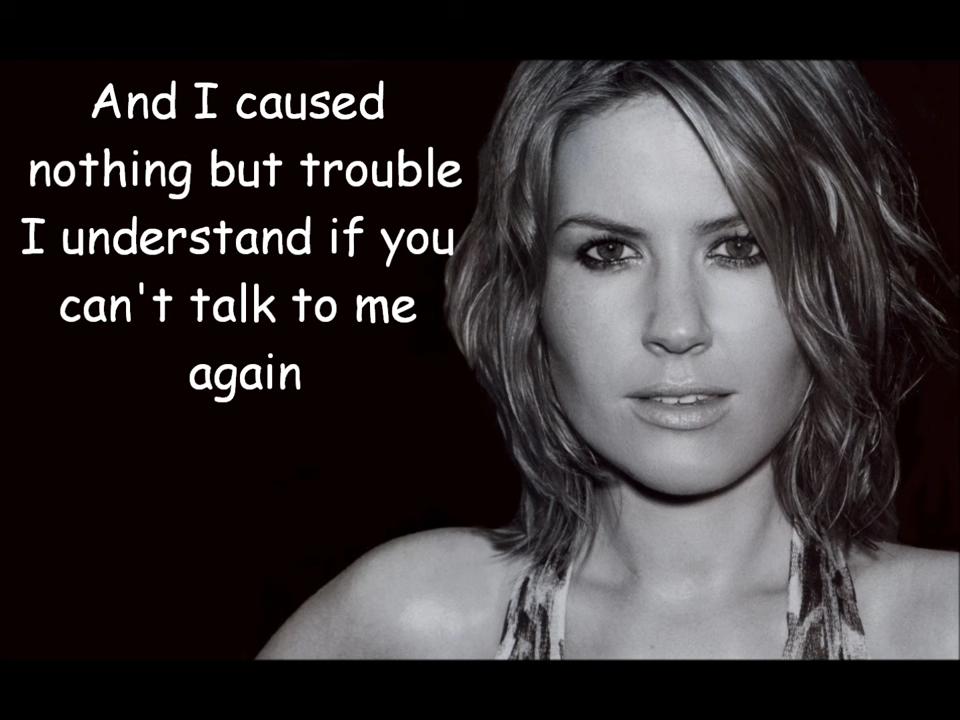 And I caused
nothing but trouble
I understand if you
can't talk to me
again